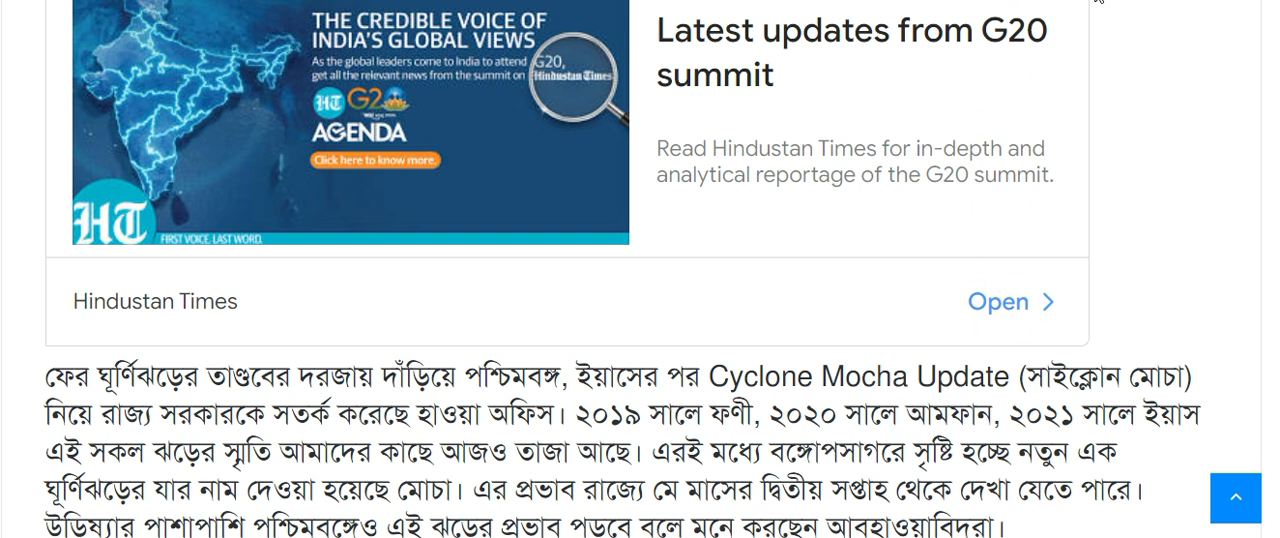 THE CREDIBLE VOICE OF
INDIA'S GLOBAL VIEWS
As the global leaders come to India to attend G20,
get all the relevant news from the summit on Hindustan Times
HT G20
AGENDA
Click here to know more.
HT
FIRST VOICE. LAST WORD.
Latest updates from G20
summit
Read Hindustan Times for in-depth and
analytical reportage of the G20 summit.
Hindustan Times
Open
ফের ঘূর্ণিঝড়ের তাণ্ডবের দরজায় দাঁড়িয়ে পশ্চিমবঙ্গ, ইয়াসের পর Cyclone Mocha Update (সাইক্লোন মোচা)
নিয়ে রাজ্য সরকারকে সতর্ক করেছে হাওয়া অফিস। ২০১৯ সালে ফণী, ২০২০ সালে আমফান, ২০২১ সালে ইয়াস
এই সকল ঝড়ের স্মৃতি আমাদের কাছে আজও তাজা আছে। এরই মধ্যে বঙ্গোপসাগরে সৃষ্টি হচ্ছে নতুন এক
ঘূর্ণিঝড়ের যার নাম দেওয়া হয়েছে মোচা। এর প্রভাব রাজ্যে মে মাসের দ্বিতীয় সপ্তাহ থেকে দেখা যেতে পারে।
উড়িষ্যার পাশাপাশি পশ্চিমবঙ্গেও এই ঝড়ের প্রভাব পড়বে বলে মনে করছেন আবহাওয়াবিদরা।